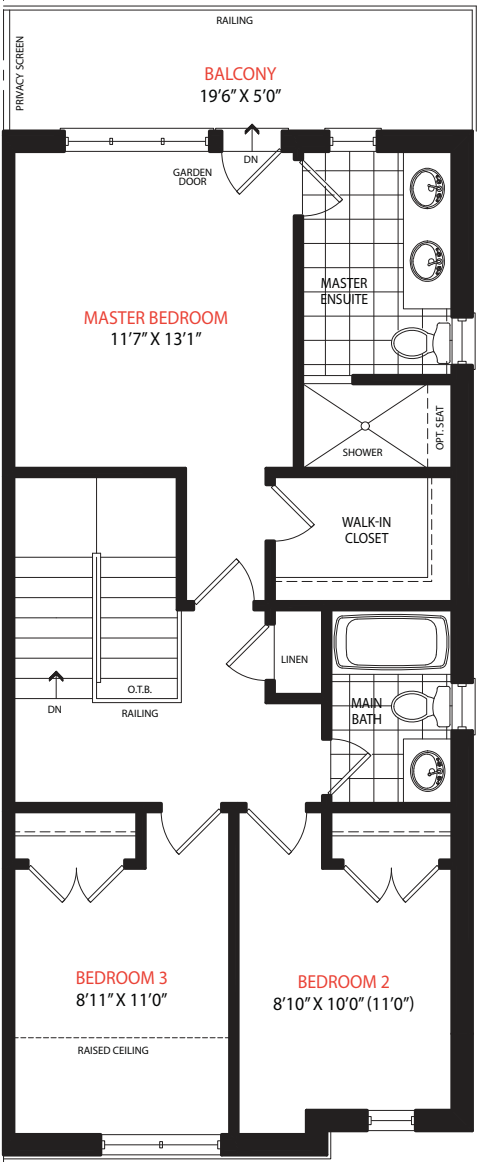 RAILING
PRIVACY SCREEN
BALCONY
19'6" X 5'0"
DN
GARDEN
DOOR
MASTER
ENSUITE
MASTER BEDROOM
11'7" X 13'1"
OPT. SEAT
SHOWER
WALK-IN
CLOSET
LINEN
O.T.B.
DN
RAILING
MAIN
BATH
BEDROOM 3
8'11" X 11'0"
BEDROOM 2
8'10" X 10'0" (11'0")
RAISED CEILING